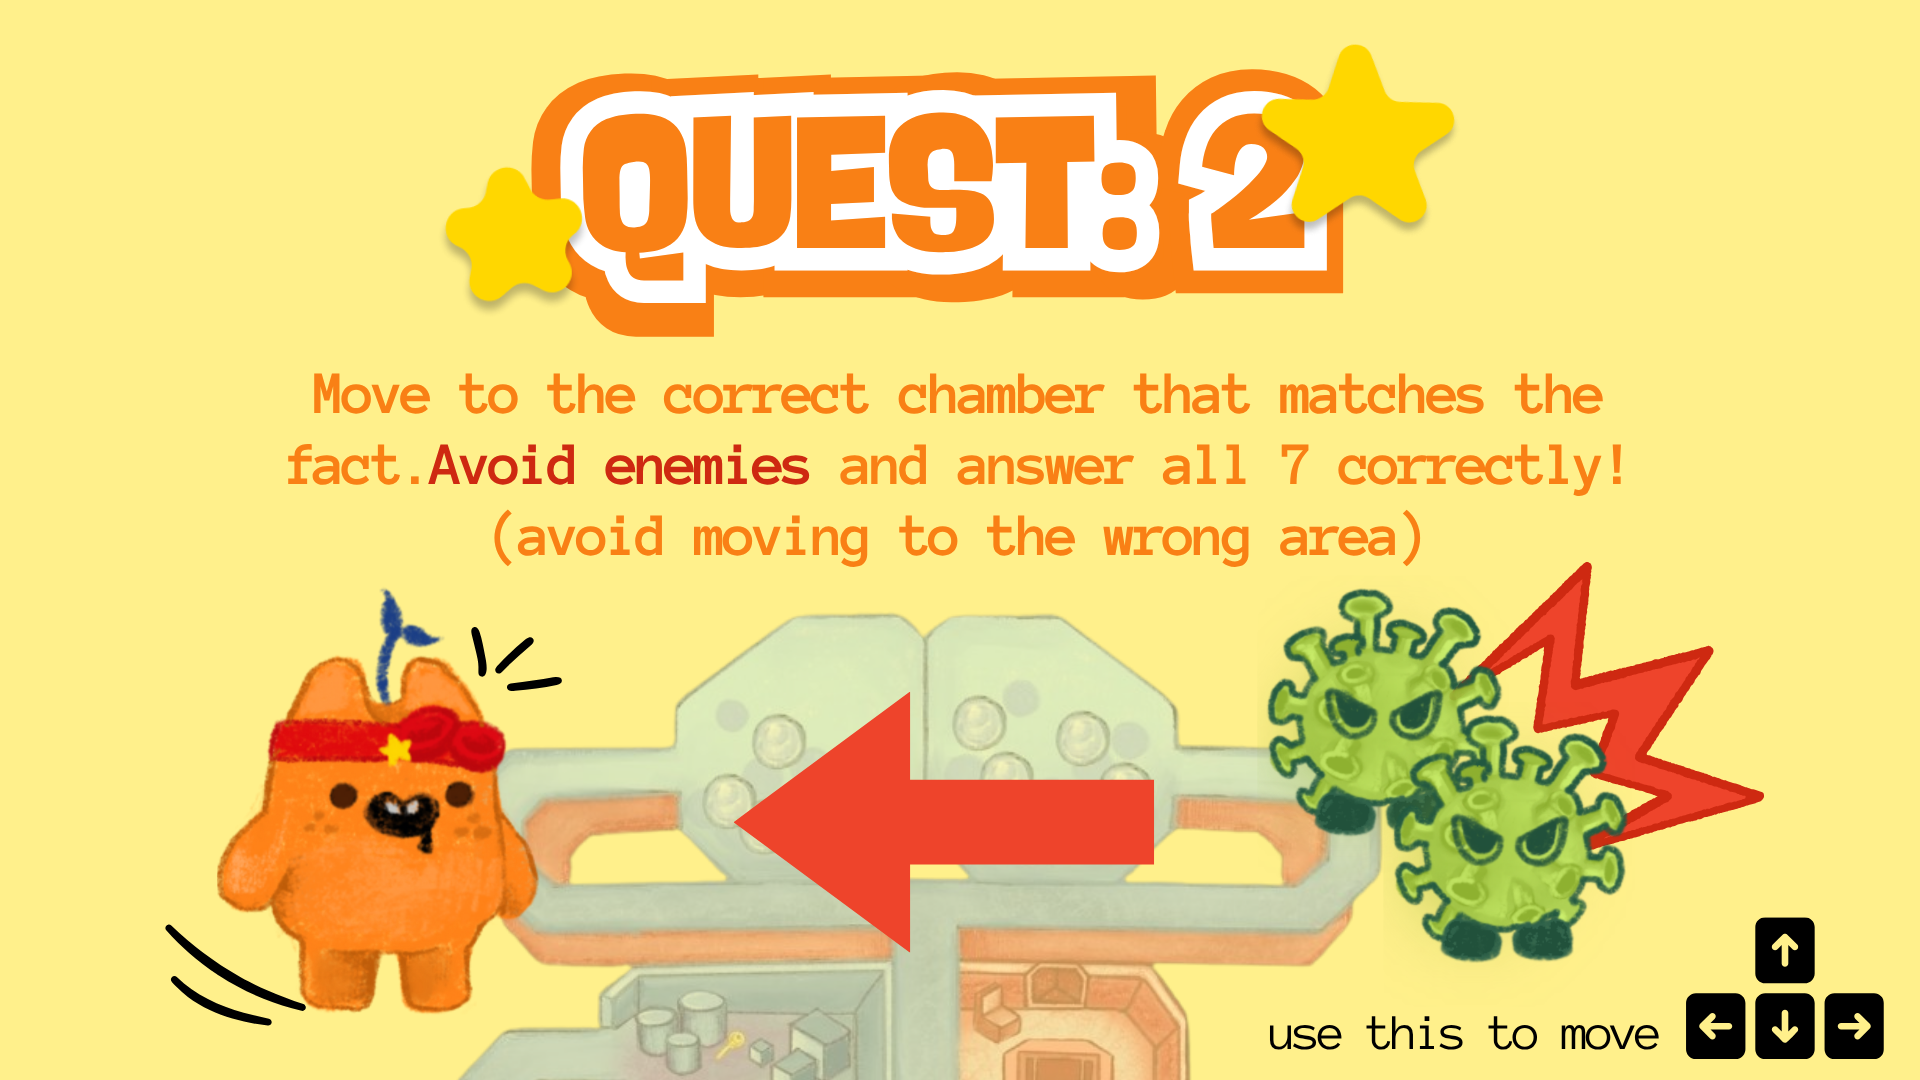 QUEST: 2
Move to the correct chamber that matches the
fact.Avoid enemies and answer all 7 correctly!
(avoid moving to the wrong area)
use this to move